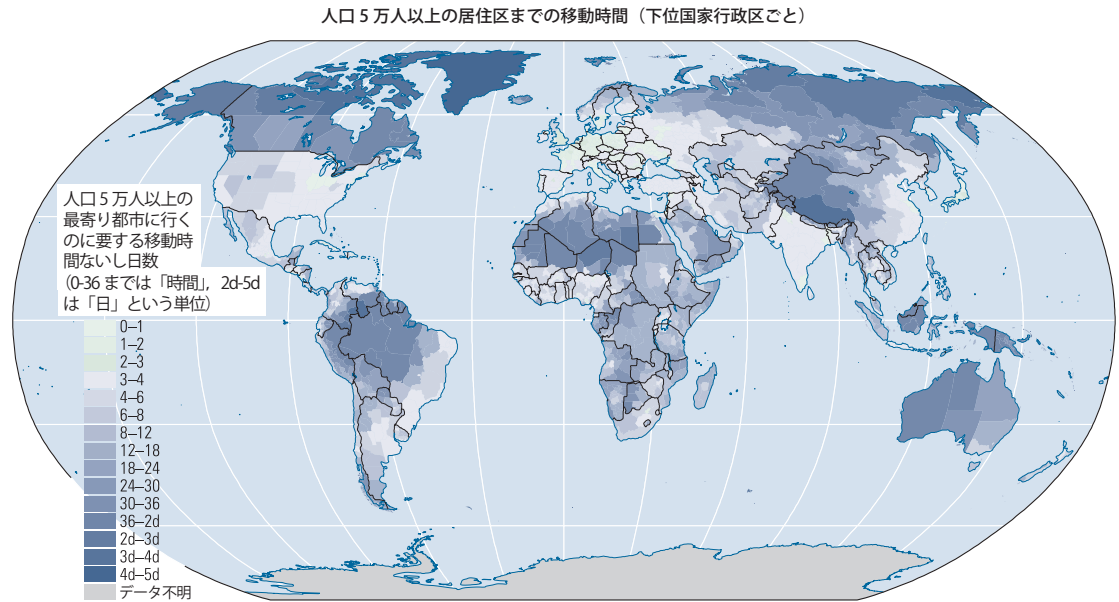 人口5万人以上の居住区までの移動時間（下位国家行政区ごと）
人口5万人以上の
最寄り都市に行く
のに要する移動時
間ないし日数
（0-36までは「時間」，2d-5d
は「日」という単位）
0–1
1–2
2–3
3–4
4–6
6–8
8–12
12–18
18–24
24–30
30–36
36–2d
2d–3d
3d–4d
4d–5d
データ不明